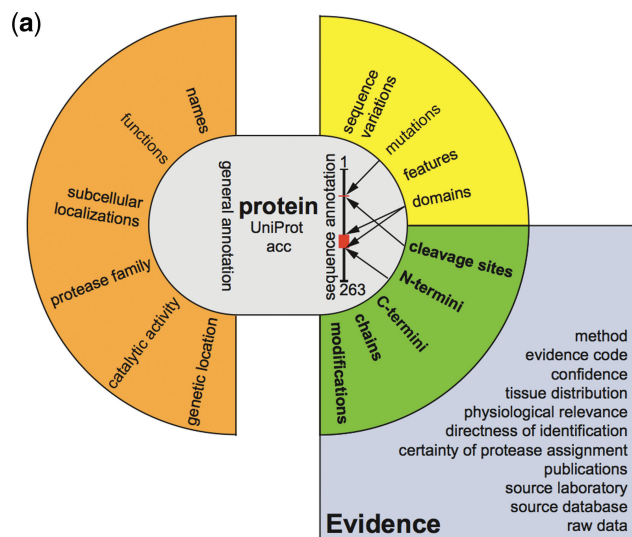 (a)
names
functions
subcellular
localizations
protease family
catalytic activity
genetic location
general annotation
protein
UniProt
acc
sequence annotation
1
263
sequence
variations
mutations
features
domains
cleavage sites
N-termini
C-termini
chains
modifications
method
evidence code
confidence
tissue distribution
physiological relevance
directness of identification
certainty of protease assignment
publications
source laboratory
source database
raw data
Evidence